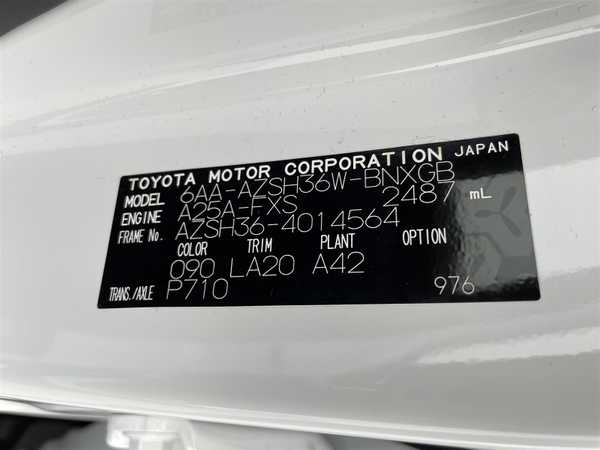 TOYOTA MOTOR CORPORATION JAPAN
MODEL 6AA-AZSH36W-BNXGB
ENGINE A25A-FXS 2487 mL
FRAME No. AZSH36-4014564
COLOR TRIM PLANT OPTION
090 LA20 A42
TRANS./AXLE P710 976